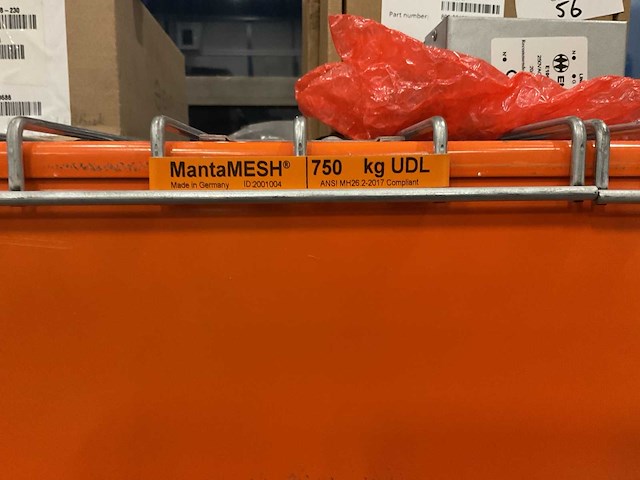 Part number:
56
MantaMESH® 750 kg UDL
Made in Germany ID:2001004 ANSI MH26.2-2017 Compliant